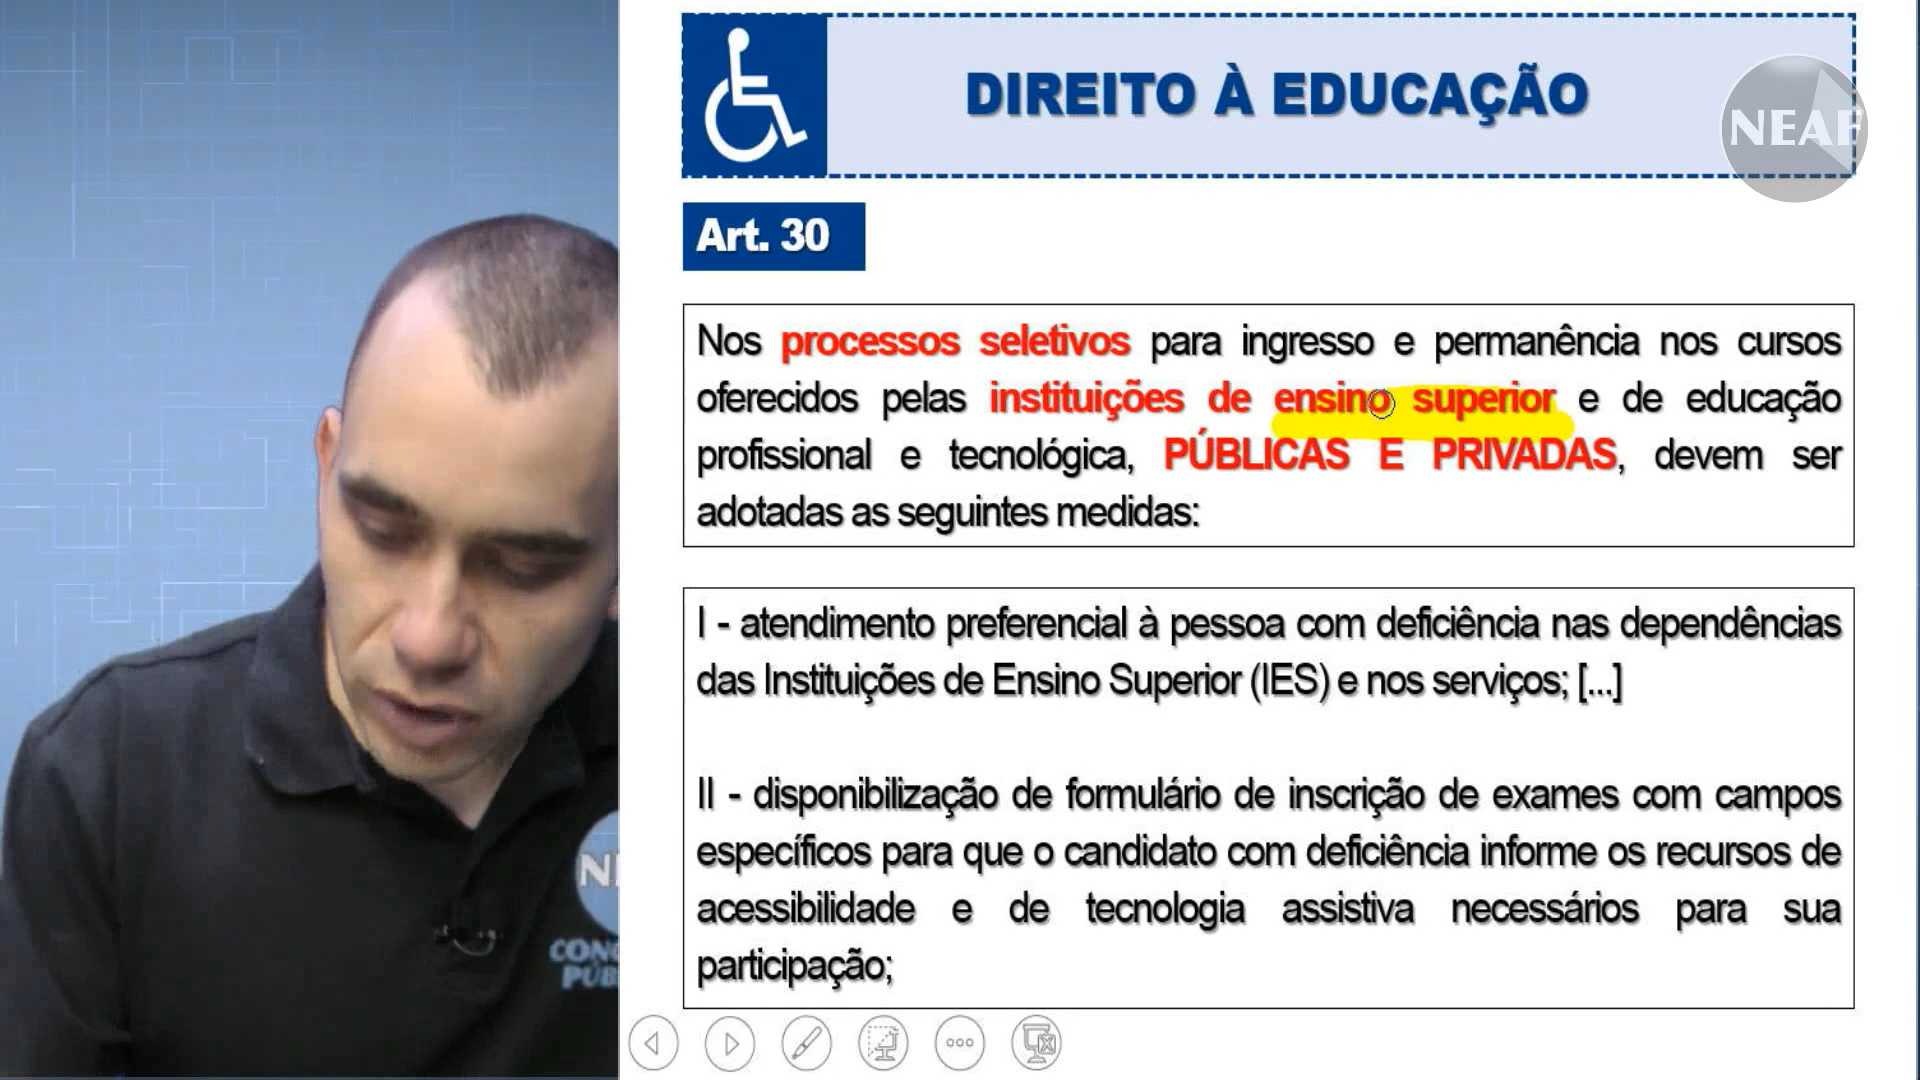 DIREITO À EDUCAÇÃO
NEAF
Art. 30
Nos processos seletivos para ingresso e permanência nos cursos
oferecidos pelas instituições de ensino superior e de educação
profissional e tecnológica, PÚBLICAS E PRIVADAS, devem ser
adotadas as seguintes medidas:
I - atendimento preferencial à pessoa com deficiência nas dependências
das Instituições de Ensino Superior (IES) e nos serviços; [...]
II - disponibilização de formulário de inscrição de exames com campos
específicos para que o candidato com deficiência informe os recursos de
acessibilidade e de tecnologia assistiva necessários para sua
participação;